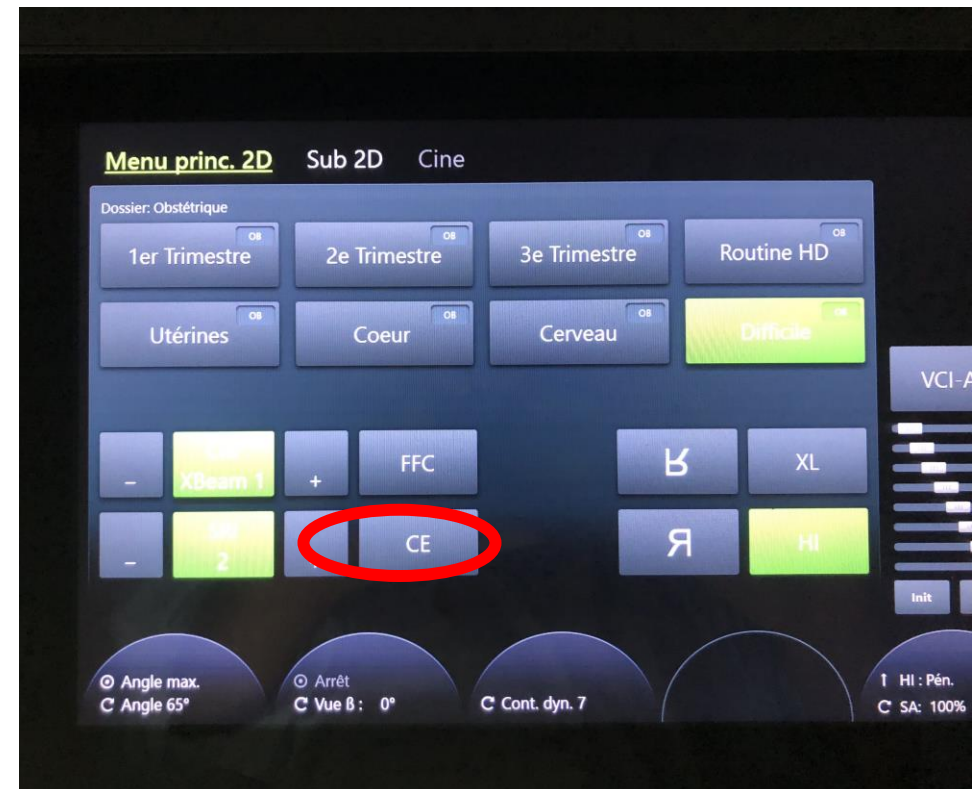 Menu princ. 2D Sub 2D Cine
Dossier: Obstétrique
1er Trimestre OB 2e Trimestre OB 3e Trimestre OB Routine HD OB
Utérines OB Coeur OB Cerveau OB Difficile OB
VCI-A
– XBeam 1 + FFC R XL
– 2 CE R HI
Init
Angle max. Arrêt 1 HI : Pén.
Angle 65° Vue β : 0° Cont. dyn. 7 SA: 100%